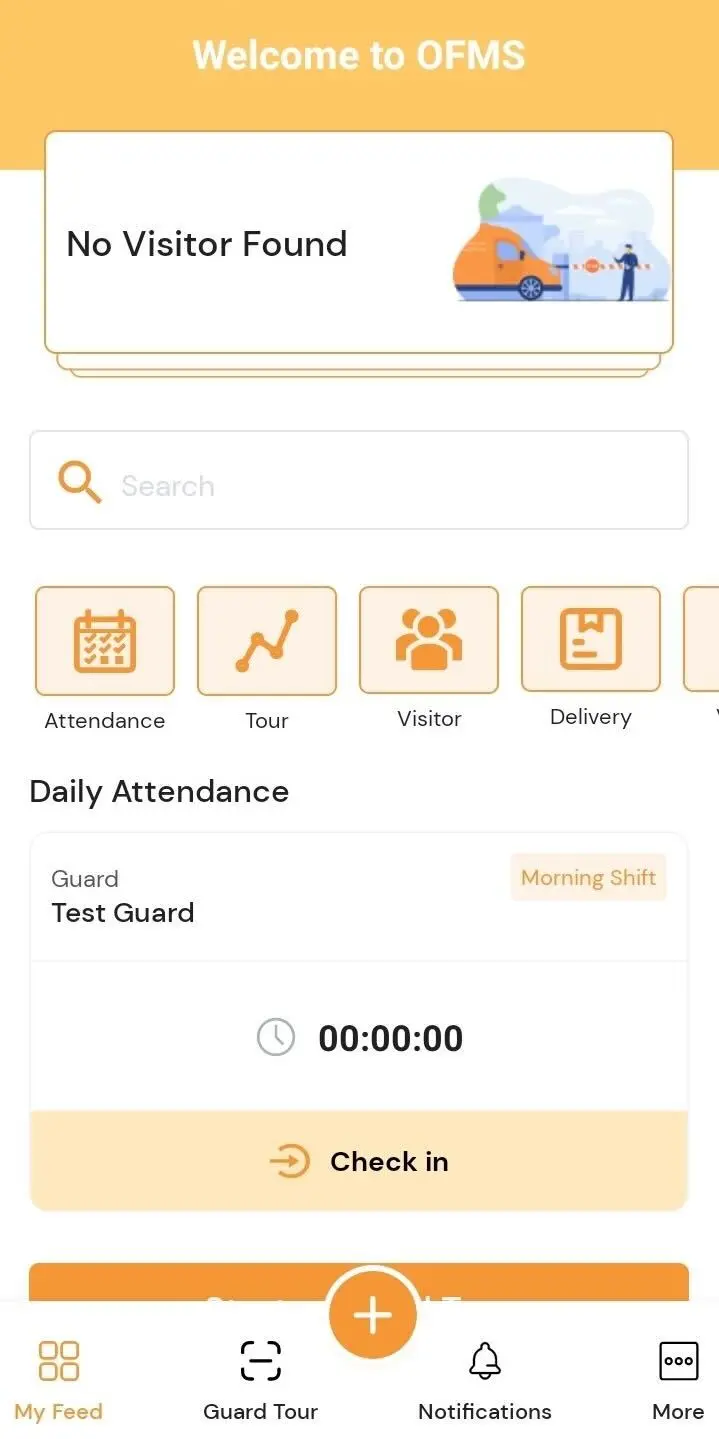 Welcome to OFMS
No Visitor Found
Search
Attendance
Tour
Visitor
Delivery
Daily Attendance
Guard
Morning Shift
Test Guard
00:00:00
Check in
My Feed
Guard Tour
Notifications
More